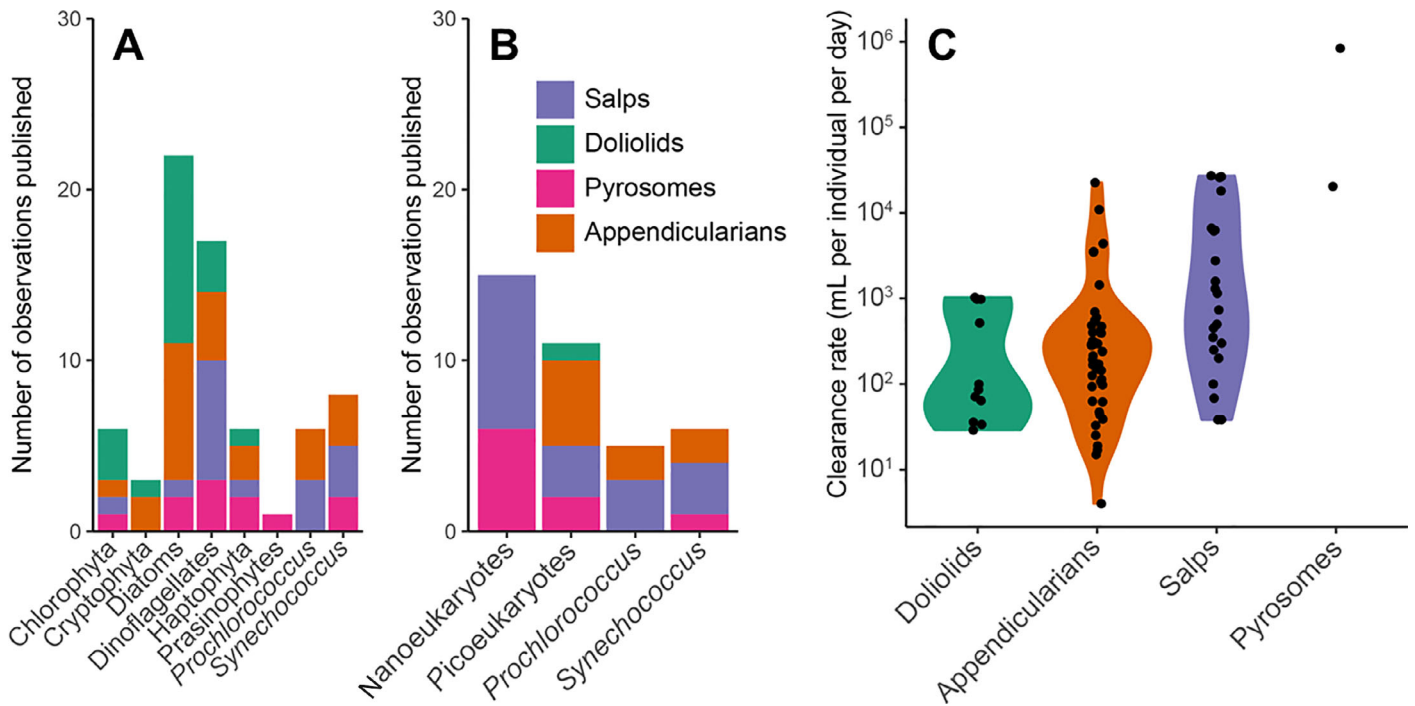 A
Number of observations published
30
20
10
0
Chlorophyta
Cryptophyta
Diatoms
Dinoflagellates
Haptophyta
Prasinophytes
Prochlorococcus
Synechococcus
B
Number of observations published
30
20
10
0
Salps
Doliolids
Pyrosomes
Appendicularians
Nanoeukaryotes
Picoeukaryotes
Prochlorococcus
Synechococcus
C
Clearance rate (mL per individual per day)
10⁶
10⁵
10⁴
10³
10²
10¹
Doliolids
Appendicularians
Salps
Pyrosomes